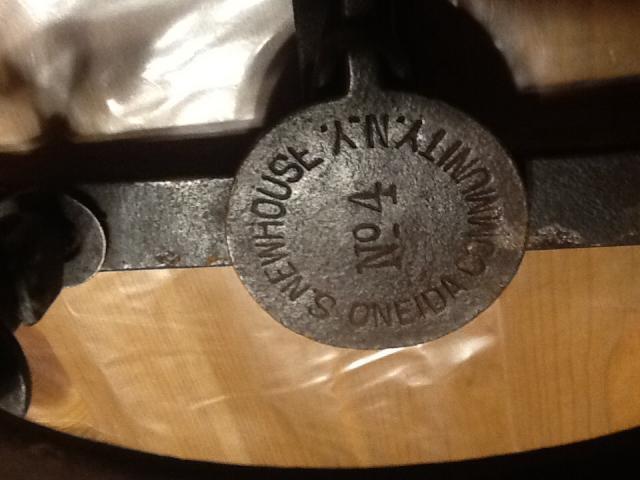 S. NEWHOUSE
ONEIDA COMMUNITY. N.Y.
Nº 4